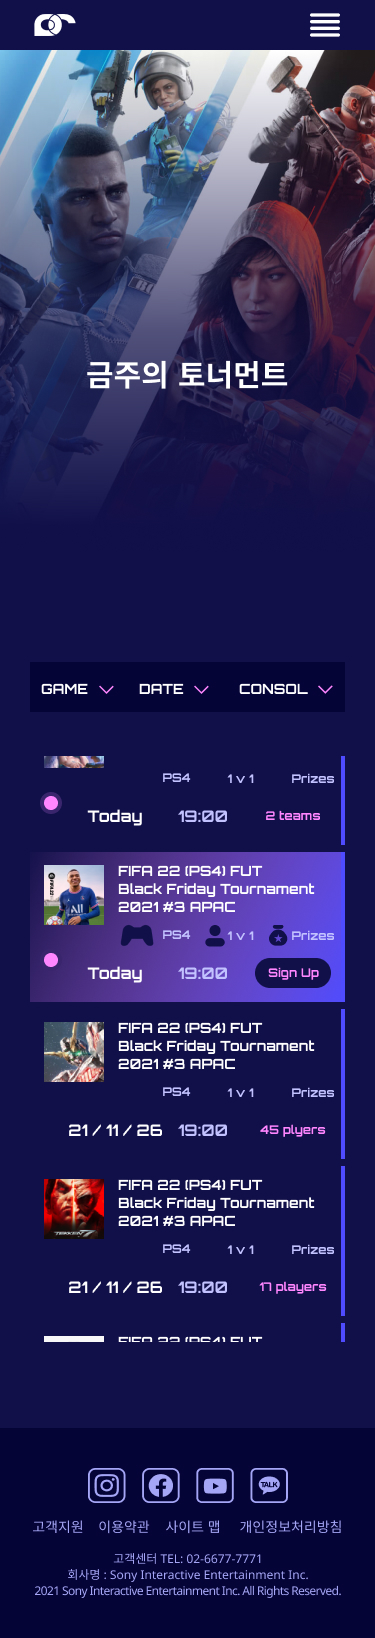 금주의 토너먼트
GAME DATE CONSOL
PS4 1 v 1 Prizes
Today 19:00 2 teams
FIFA 22 (PS4) FUT
Black Friday Tournament
2021 #3 APAC
PS4 1 v 1 Prizes
Today 19:00 Sign Up
FIFA 22 (PS4) FUT
Black Friday Tournament
2021 #3 APAC
PS4 1 v 1 Prizes
21 / 11 / 26 19:00 45 plyers
FIFA 22 (PS4) FUT
Black Friday Tournament
2021 #3 APAC
TEKKEN 7
PS4 1 v 1 Prizes
21 / 11 / 26 19:00 17 players
FIFA 22 (PS4) FUT
TALK
고객지원 이용약관 사이트 맵 개인정보처리방침
고객센터 TEL: 02-6677-7771
회사명 : Sony Interactive Entertainment Inc.
2021 Sony Interactive Entertainment Inc. All Rights Reserved.